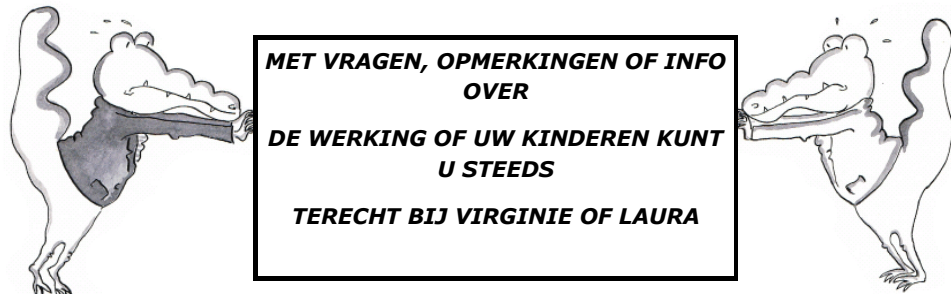 MET VRAGEN, OPMERKINGEN OF INFO
OVER
DE WERKING OF UW KINDEREN KUNT
U STEEDS
TERECHT BIJ VIRGINIE OF LAURA